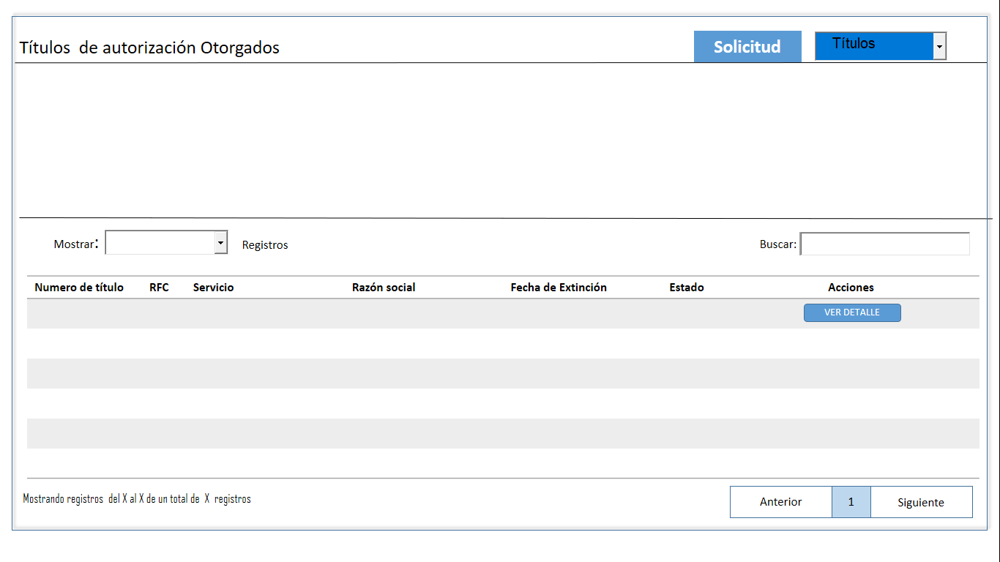 Títulos de autorización Otorgados
Solicitud
Títulos
Mostrar:
Registros
Buscar:
Numero de título RFC Servicio Razón social Fecha de Extinción Estado Acciones
VER DETALLE
Mostrando registros del X al X de un total de X registros
Anterior 1 Siguiente